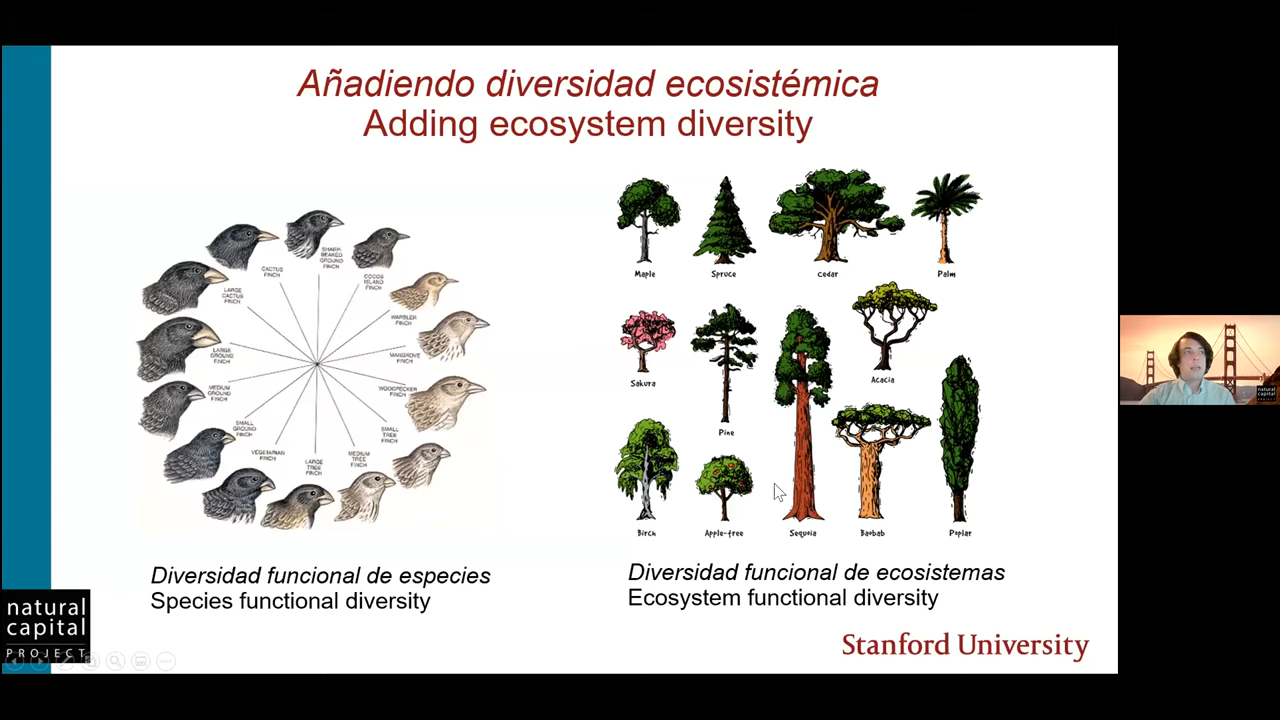 Añadiendo diversidad ecosistémica
Adding ecosystem diversity
SHARK-
BEAKED
GROUND
FINCH
CACTUS
FINCH
COCOS
ISLAND
FINCH
LARGE
CACTUS
FINCH
WARBLER
FINCH
LARGE
GROUND
FINCH
MANGROVE
FINCH
MEDIUM
GROUND
FINCH
WOODPECKER
FINCH
SMALL
GROUND
FINCH
SMALL
TREE
FINCH
VEGETARIAN
FINCH
LARGE
TREE
FINCH
MEDIUM
TREE
FINCH
Maple
Spruce
Cedar
Palm
Sakura
Pine
Acacia
Birch
Apple-tree
Sequoia
Baobab
Poplar
Diversidad funcional de especies
Species functional diversity
Diversidad funcional de ecosistemas
Ecosystem functional diversity
natural
capital
PROJECT
Stanford University
natural
capital